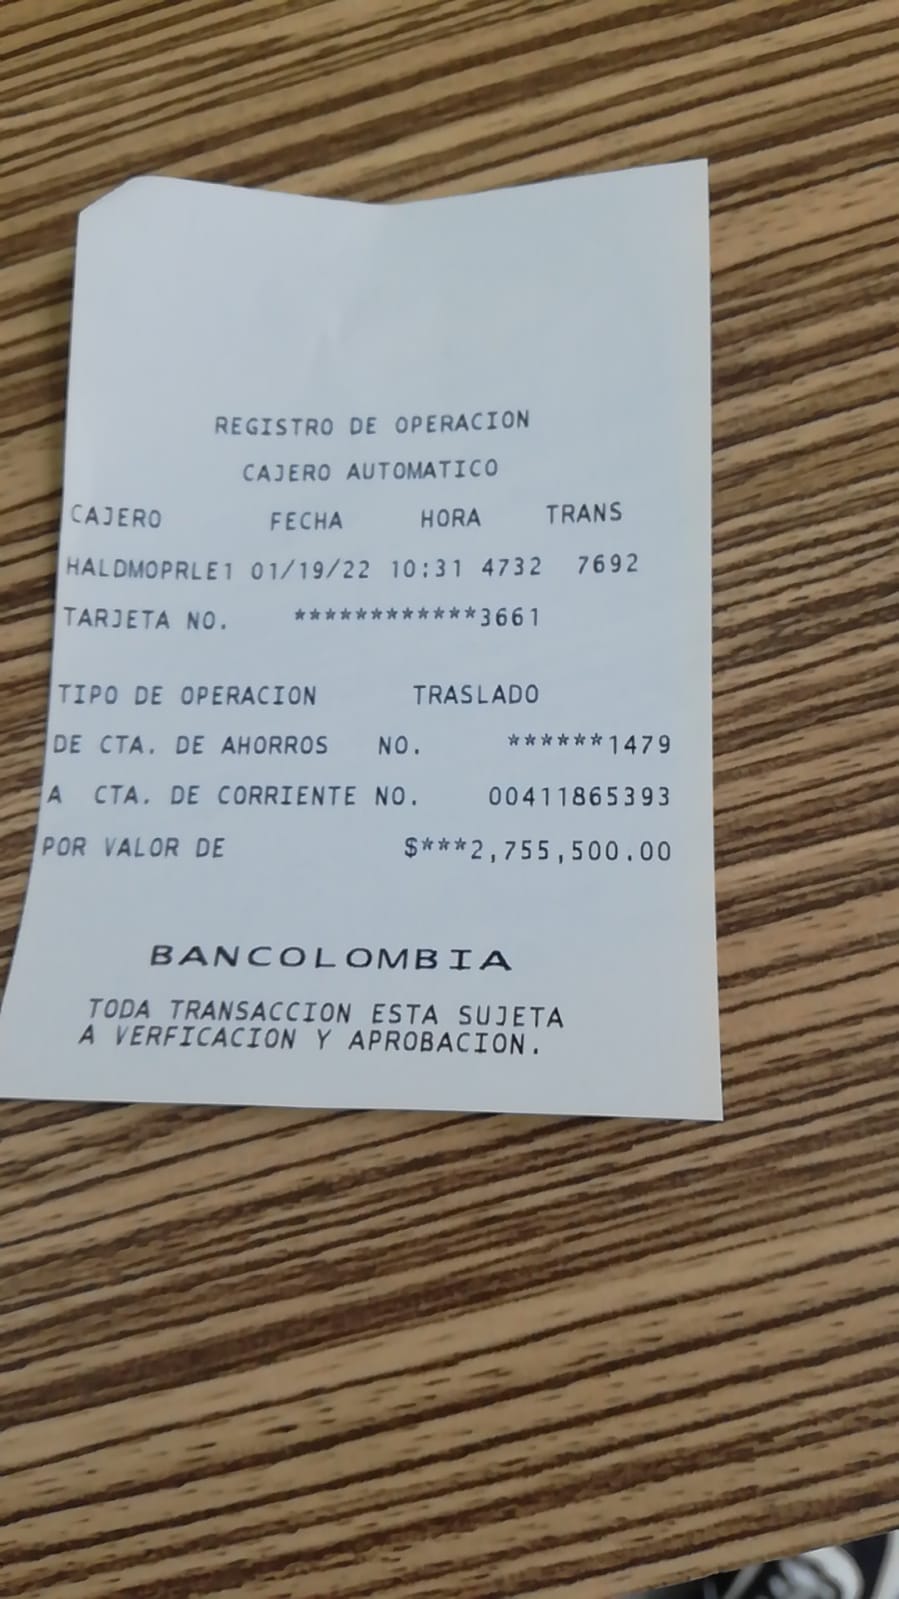 REGISTRO DE OPERACION
CAJERO AUTOMATICO
CAJERO FECHA HORA TRANS
HALDMOPRLE1 01/19/22 10:31 4732 7692
TARJETA NO. ************3661
TIPO DE OPERACION TRASLADO
DE CTA. DE AHORROS NO. ******1479
A CTA. DE CORRIENTE NO. 00411865393
POR VALOR DE $***2,755,500.00
BANCOLOMBIA
TODA TRANSACCION ESTA SUJETA
A VERFICACION Y APROBACION.